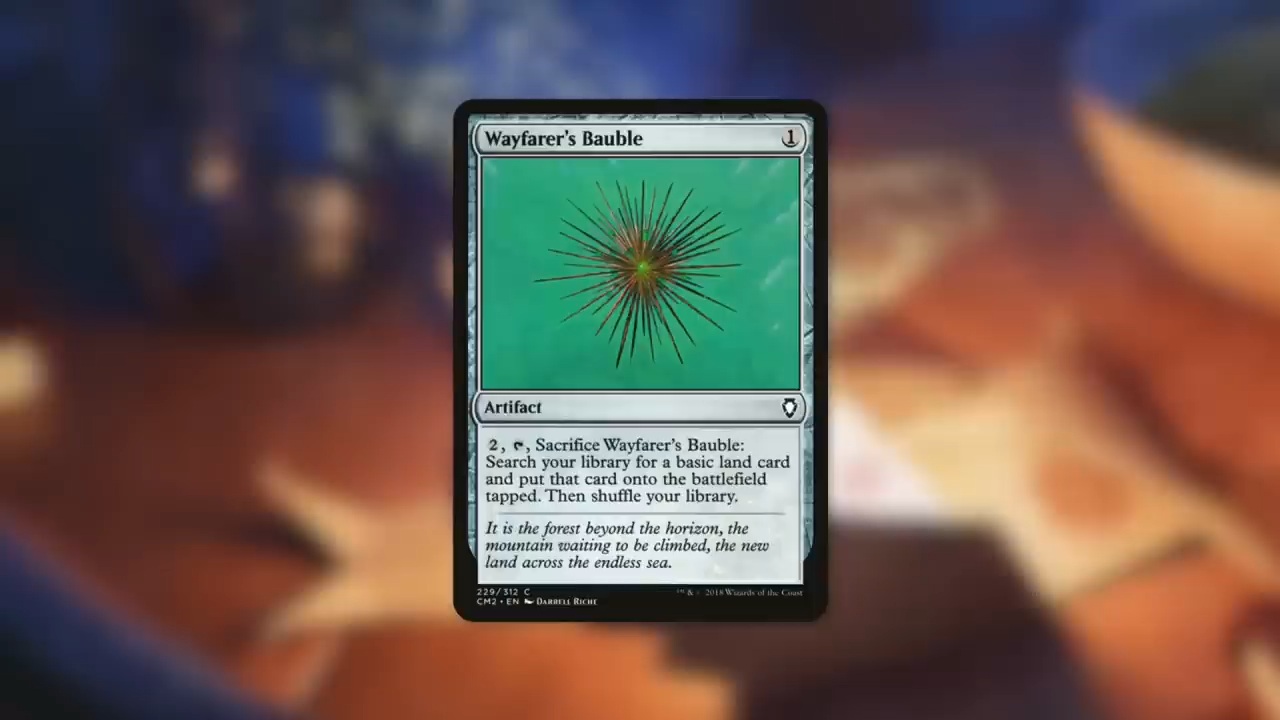 Wayfarer's Bauble 1
Artifact
2, , Sacrifice Wayfarer's Bauble:
Search your library for a basic land card
and put that card onto the battlefield
tapped. Then shuffle your library.
It is the forest beyond the horizon, the
mountain waiting to be climbed, the new
land across the endless sea.
229/312 C
CM2 • EN DARRELL RICHE
™ & © 2018 Wizards of the Coast